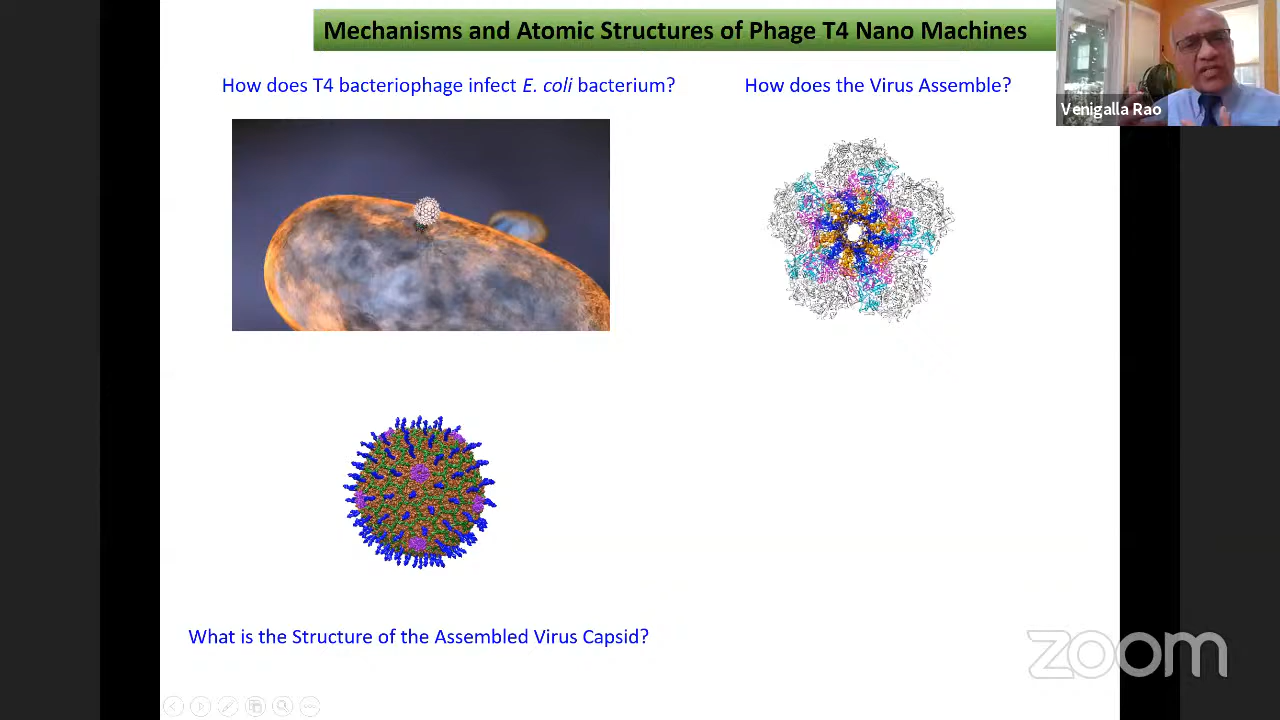 Mechanisms and Atomic Structures of Phage T4 Nano Machines
How does T4 bacteriophage infect E. coli bacterium?
How does the Virus Assemble?
Venigalla Rao
What is the Structure of the Assembled Virus Capsid?
zoom